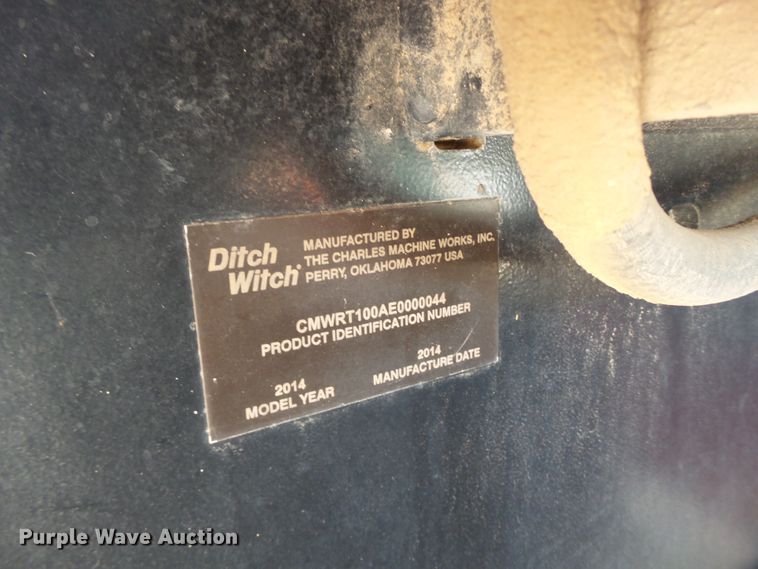 Ditch
Witch®
MANUFACTURED BY
THE CHARLES MACHINE WORKS, INC.
PERRY, OKLAHOMA 73077 USA
CMWRT100AE0000044
PRODUCT IDENTIFICATION NUMBER
2014
MODEL YEAR
2014
MANUFACTURE DATE
Purple Wave Auction